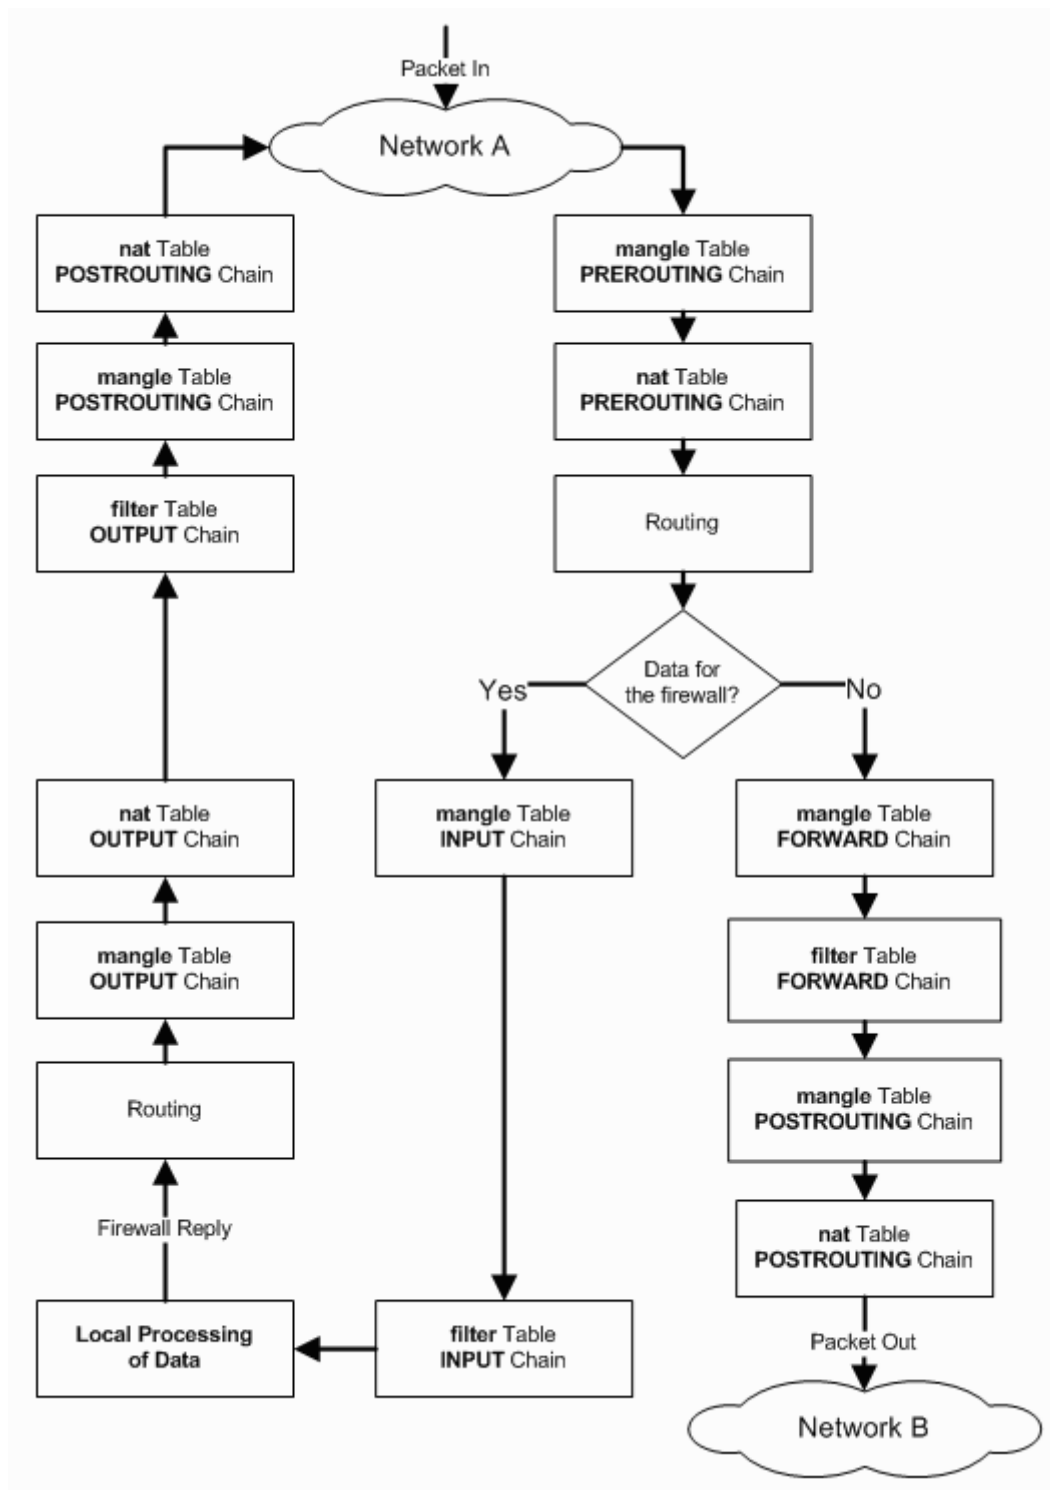 Packet In
Network A
nat Table
POSTROUTING Chain
mangle Table
PREROUTING Chain
mangle Table
POSTROUTING Chain
nat Table
PREROUTING Chain
filter Table
OUTPUT Chain
Routing
Data for
the firewall?
Yes
No
nat Table
OUTPUT Chain
mangle Table
INPUT Chain
mangle Table
FORWARD Chain
mangle Table
OUTPUT Chain
filter Table
FORWARD Chain
Routing
mangle Table
POSTROUTING Chain
Firewall Reply
nat Table
POSTROUTING Chain
Local Processing
of Data
filter Table
INPUT Chain
Packet Out
Network B